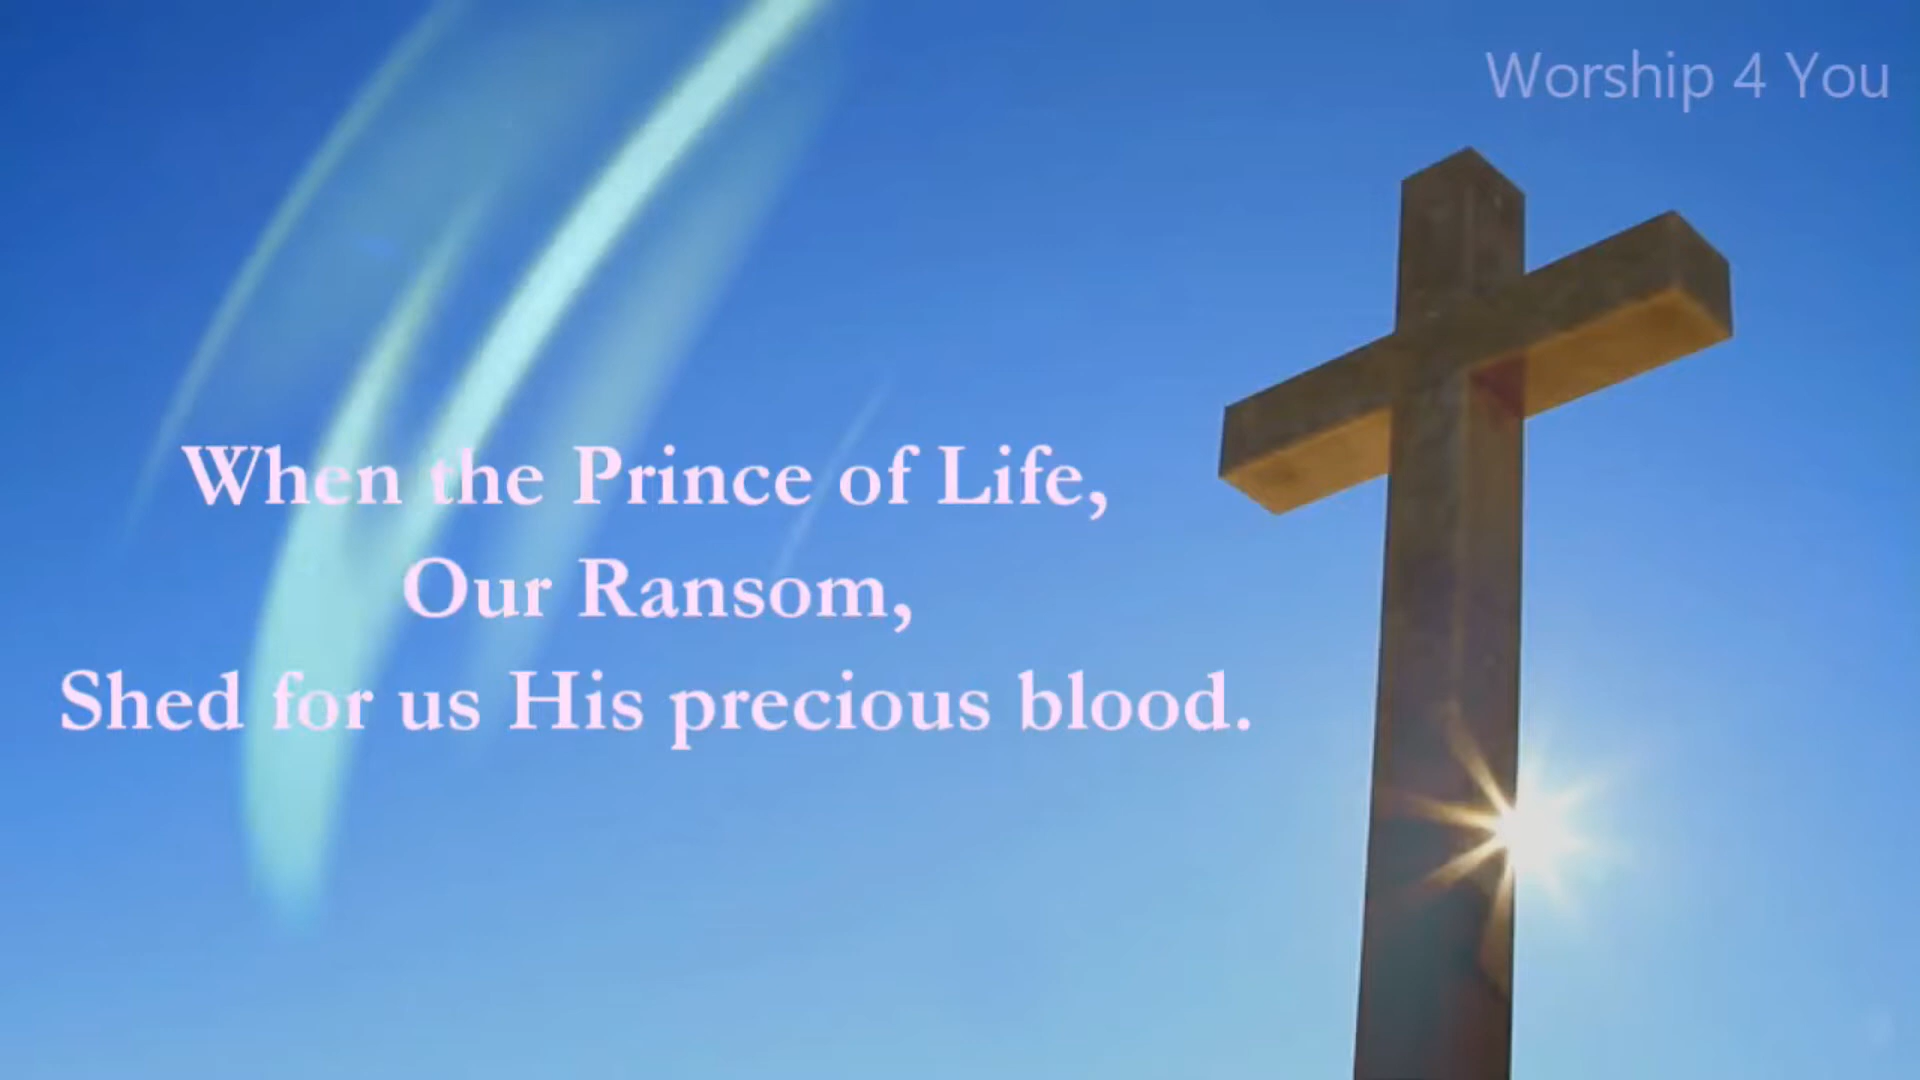 Worship 4 You
When the Prince of Life,
Our Ransom,
Shed for us His precious blood.